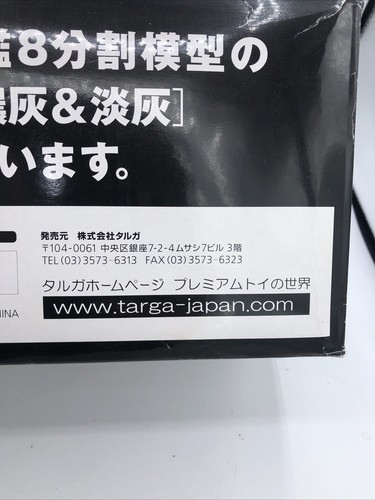 艦8分割模型の
濃灰&淡灰]
います。
発売元 株式会社タルガ
〒104-0061 中央区銀座7-2-4ムサシ7ビル 3階
TEL(03)3573-6313 FAX(03)3573-6323
タルガホームページ プレミアムトイの世界
www.targa-japan.com
INA